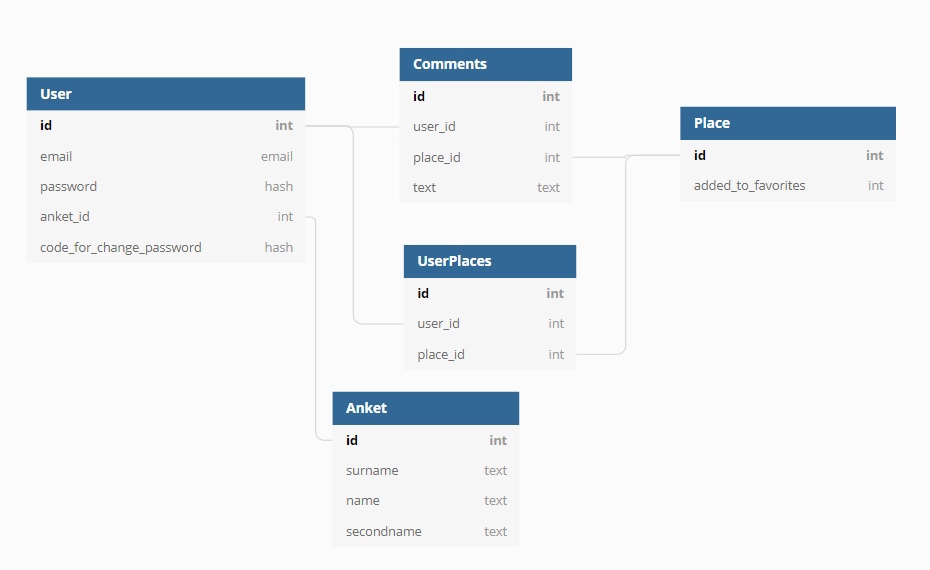 User
id int
email email
password hash
anket_id int
code_for_change_password hash
Comments
id int
user_id int
place_id int
text text
Place
id int
added_to_favorites int
UserPlaces
id int
user_id int
place_id int
Anket
id int
surname text
name text
secondname text